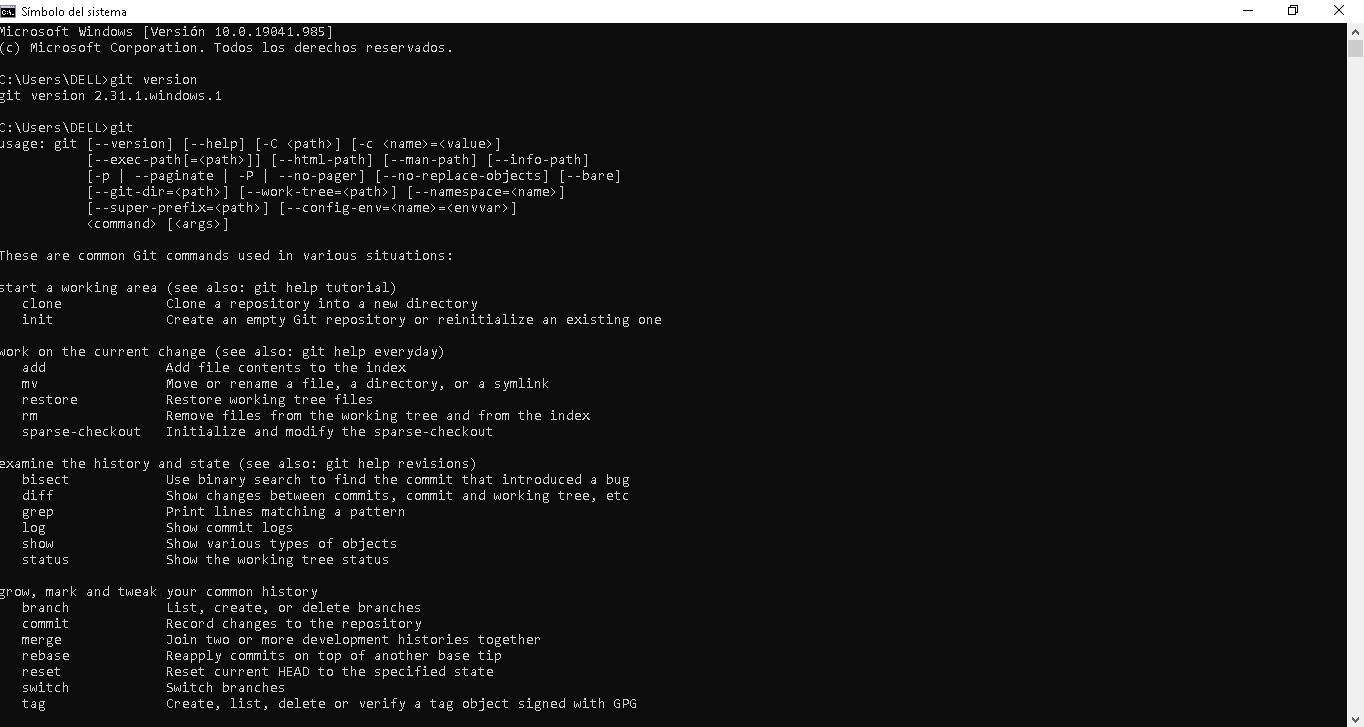 Símbolo del sistema
Microsoft Windows [Versión 10.0.19041.985]
(c) Microsoft Corporation. Todos los derechos reservados.
C:\Users\DELL>git version
git version 2.31.1.windows.1
C:\Users\DELL>git
usage: git [--version] [--help] [-C <path>] [-c <name>=<value>]
[--exec-path[=<path>]] [--html-path] [--man-path] [--info-path]
[-p | --paginate | -P | --no-pager] [--no-replace-objects] [--bare]
[--git-dir=<path>] [--work-tree=<path>] [--namespace=<name>]
[--super-prefix=<path>] [--config-env=<name>=<envvar>]
<command> [<args>]
These are common Git commands used in various situations:
start a working area (see also: git help tutorial)
clone Clone a repository into a new directory
init Create an empty Git repository or reinitialize an existing one
work on the current change (see also: git help everyday)
add Add file contents to the index
mv Move or rename a file, a directory, or a symlink
restore Restore working tree files
rm Remove files from the working tree and from the index
sparse-checkout Initialize and modify the sparse-checkout
examine the history and state (see also: git help revisions)
bisect Use binary search to find the commit that introduced a bug
diff Show changes between commits, commit and working tree, etc
grep Print lines matching a pattern
log Show commit logs
show Show various types of objects
status Show the working tree status
grow, mark and tweak your common history
branch List, create, or delete branches
commit Record changes to the repository
merge Join two or more development histories together
rebase Reapply commits on top of another base tip
reset Reset current HEAD to the specified state
switch Switch branches
tag Create, list, delete or verify a tag object signed with GPG